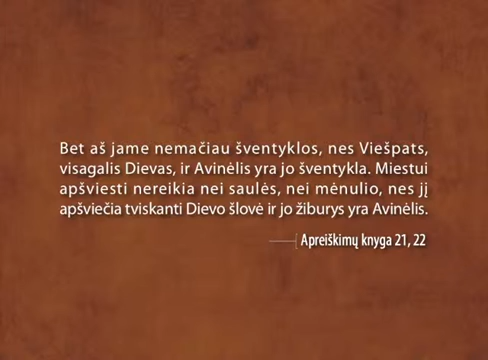 Bet aš jame nemačiau šventyklos, nes Viešpats,
visagalis Dievas, ir Avinėlis yra jo šventykla. Miestui
apšviesti nereikia nei saulės, nei mėnulio, nes jį
apšviečia tviskanti Dievo šlovė ir jo žiburys yra Avinėlis.
Apreiškimų knyga 21, 22